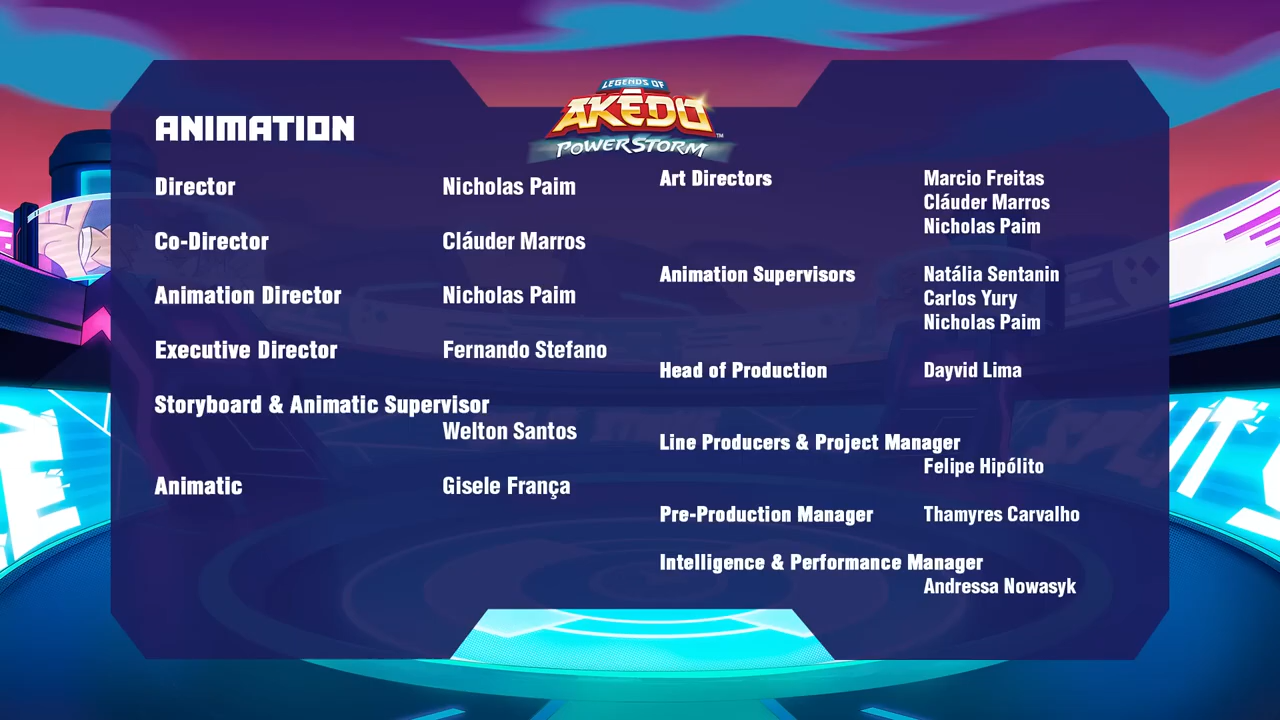 LEGENDS OF
AKEDO™
POWERSTORM
ANIMATION
Director Nicholas Paim
Co-Director Cláuder Marros
Animation Director Nicholas Paim
Executive Director Fernando Stefano
Storyboard & Animatic Supervisor
Welton Santos
Animatic Gisele França
Art Directors Marcio Freitas
Cláuder Marros
Nicholas Paim
Animation Supervisors Natália Sentanin
Carlos Yury
Nicholas Paim
Head of Production Dayvid Lima
Line Producers & Project Manager
Felipe Hipólito
Pre-Production Manager Thamyres Carvalho
Intelligence & Performance Manager
Andressa Nowasyk